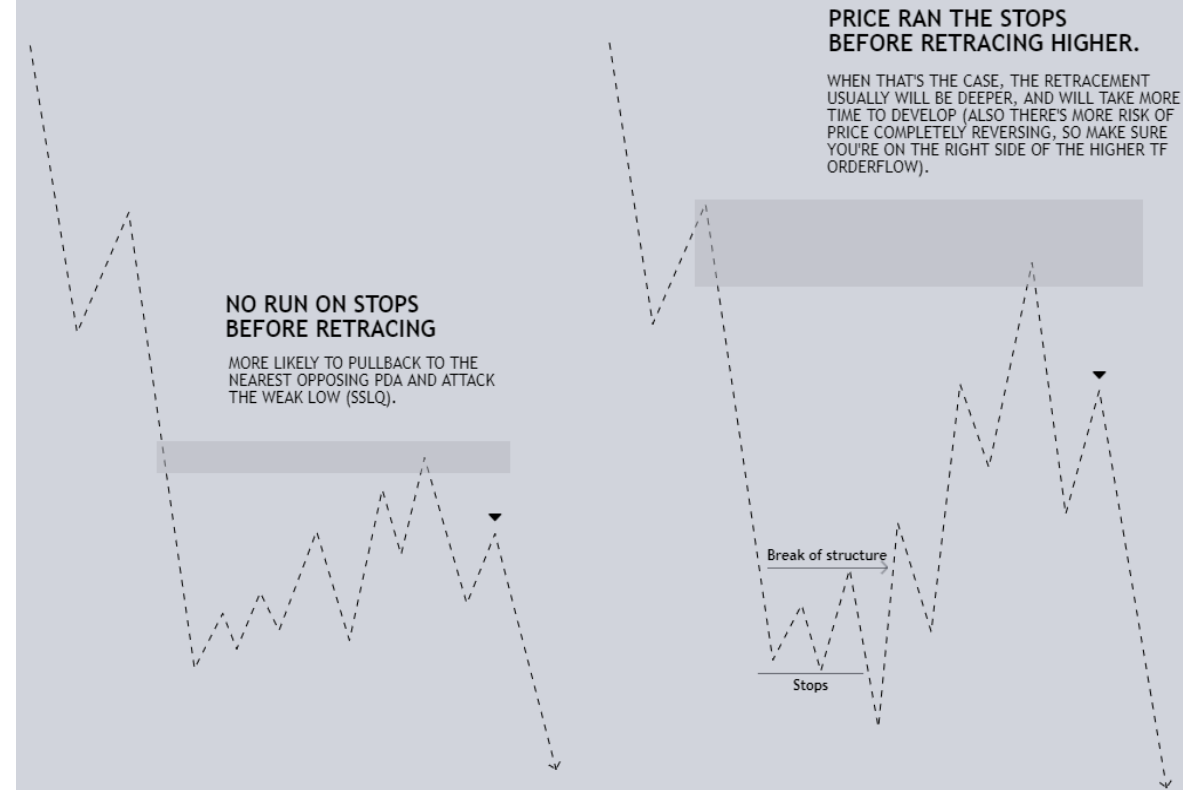 PRICE RAN THE STOPS
BEFORE RETRACING HIGHER.
WHEN THAT'S THE CASE, THE RETRACEMENT
USUALLY WILL BE DEEPER, AND WILL TAKE MORE
TIME TO DEVELOP (ALSO THERE'S MORE RISK OF
PRICE COMPLETELY REVERSING, SO MAKE SURE
YOU'RE ON THE RIGHT SIDE OF THE HIGHER TF
ORDERFLOW).
NO RUN ON STOPS
BEFORE RETRACING
MORE LIKELY TO PULLBACK TO THE
NEAREST OPPOSING PDA AND ATTACK
THE WEAK LOW (SSLQ).
Break of structure
Stops